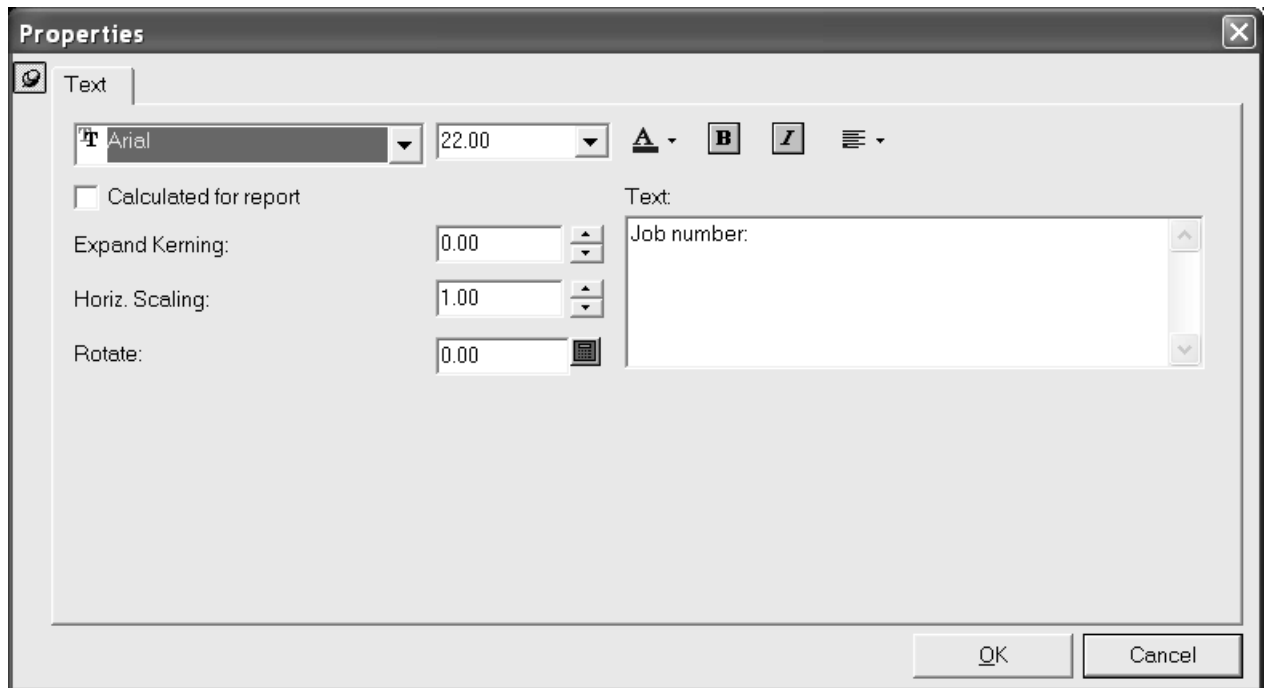 Properties
Text
Arial 22.00 A B I
Calculated for report Text:
Expand Kerning: 0.00 Job number:
Horiz. Scaling: 1.00
Rotate: 0.00
OK Cancel